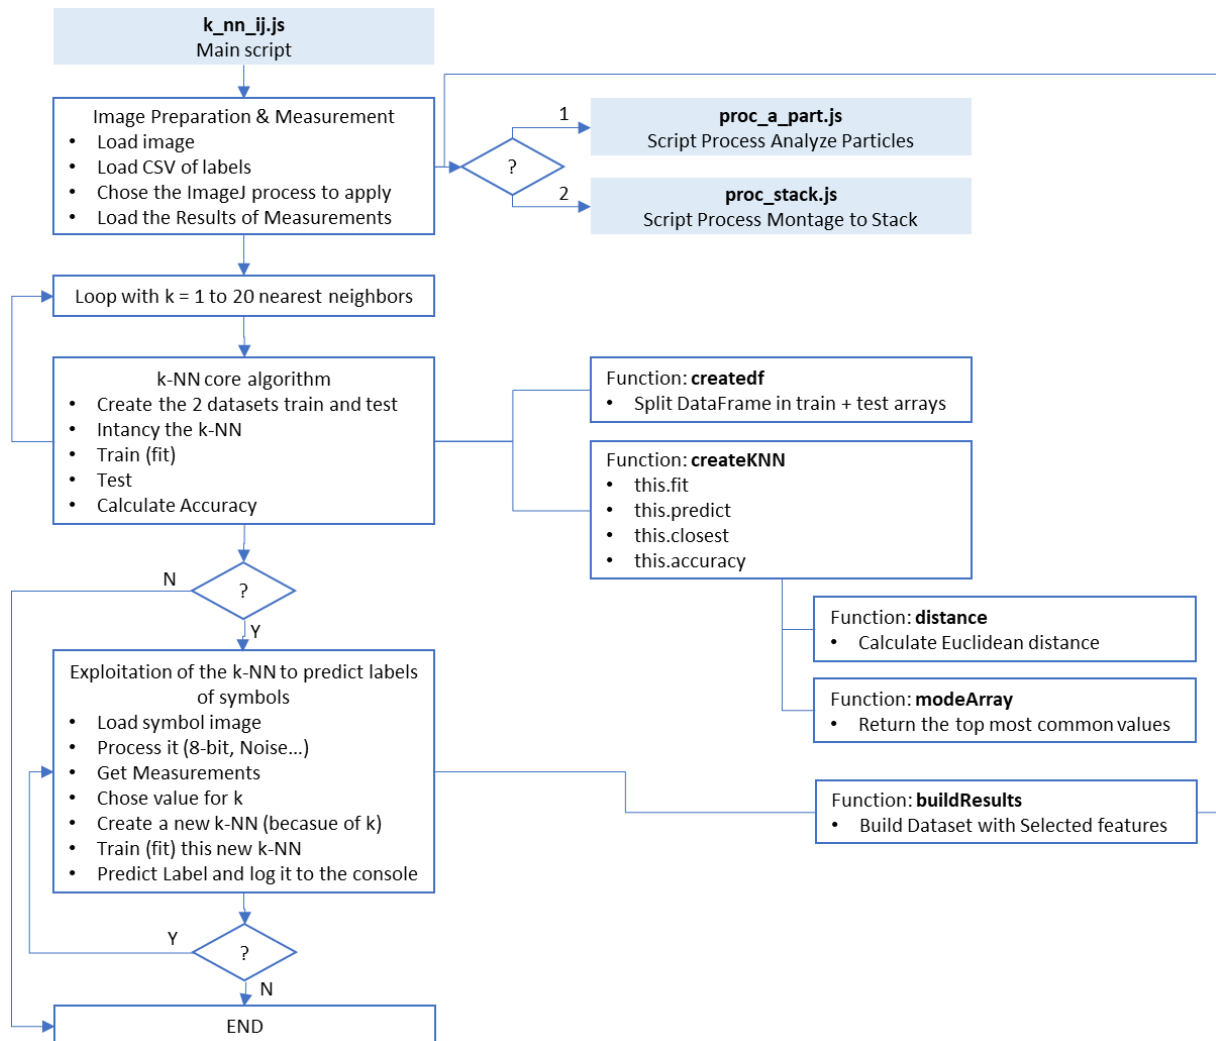 k_nn_ij.js
Main script
Image Preparation & Measurement
• Load image
• Load CSV of labels
• Chose the ImageJ process to apply
• Load the Results of Measurements
?
1
proc_a_part.js
Script Process Analyze Particles
2
proc_stack.js
Script Process Montage to Stack
Loop with k = 1 to 20 nearest neighbors
k-NN core algorithm
• Create the 2 datasets train and test
• Intancy the k-NN
• Train (fit)
• Test
• Calculate Accuracy
Function: createdf
• Split DataFrame in train + test arrays
Function: createKNN
• this.fit
• this.predict
• this.closest
• this.accuracy
N
?
Y
Function: distance
• Calculate Euclidean distance
Function: modeArray
• Return the top most common values
Exploitation of the k-NN to predict labels
of symbols
• Load symbol image
• Process it (8-bit, Noise...)
• Get Measurements
• Chose value for k
• Create a new k-NN (becasue of k)
• Train (fit) this new k-NN
• Predict Label and log it to the console
Function: buildResults
• Build Dataset with Selected features
Y
?
N
END